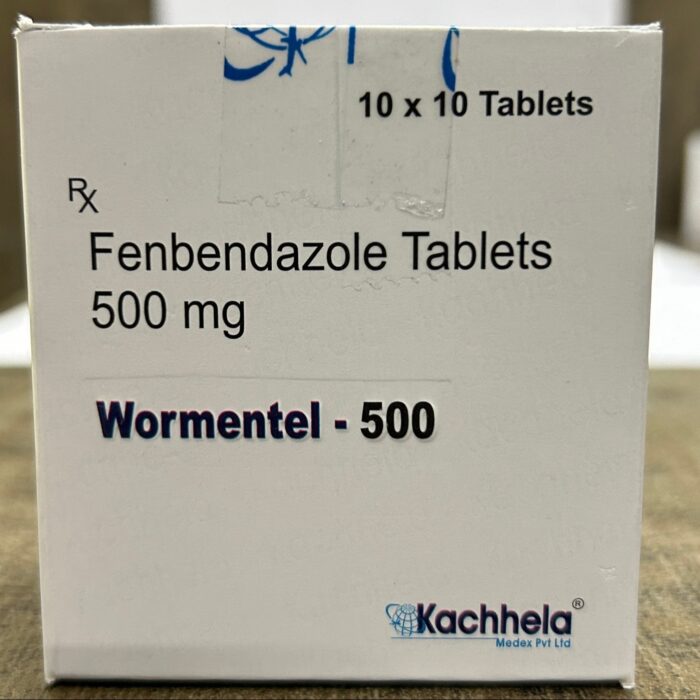 10 x 10 Tablets
Rx
Fenbendazole Tablets
500 mg
Wormentel - 500
Kachhela®
Medex Pvt Ltd